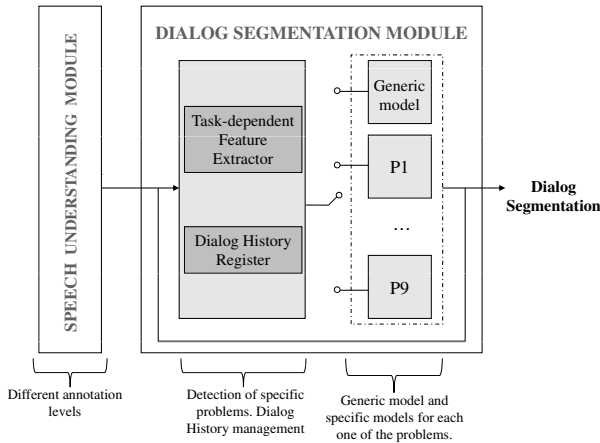 SPEECH UNDERSTANDING MODULE
DIALOG SEGMENTATION MODULE
Task-dependent
Feature
Extractor
Dialog History
Register
Generic
model
P1
...
P9
Dialog
Segmentation
Different annotation
levels
Detection of specific
problems. Dialog
History management
Generic model and
specific models for each
one of the problems.